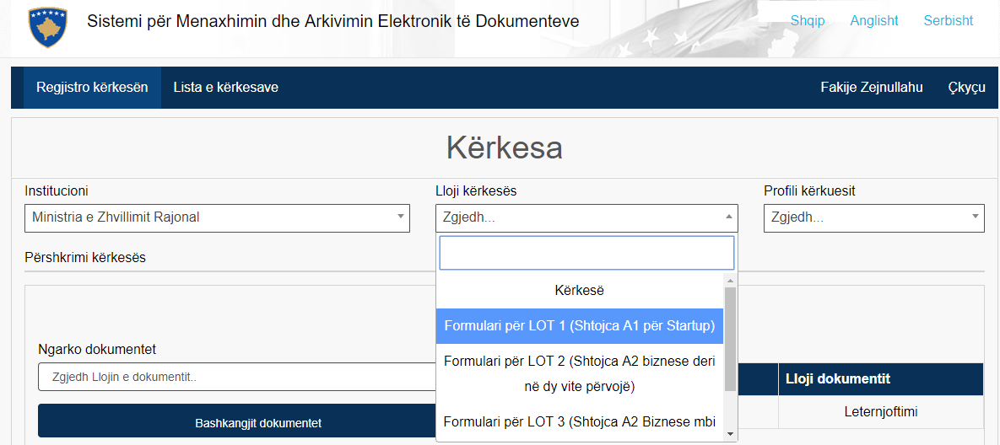 Sistemi për Menaxhimin dhe Arkivimin Elektronik të Dokumenteve
Shqip Anglisht Serbisht
Regjistro kërkesën Lista e kërkesave Fakije Zejnullahu Çkyçu
Kërkesa
Institucioni Lloji kërkesës Profili kërkuesit
Ministria e Zhvillimit Rajonal Zgjedh... Zgjedh...
Përshkrimi kërkesës
Kërkesë
Formulari për LOT 1 (Shtojca A1 për Startup)
Formulari për LOT 2 (Shtojca A2 biznese deri
në dy vite përvojë)
Formulari për LOT 3 (Shtojca A2 Biznese mbi
Ngarko dokumentet
Zgjedh Llojin e dokumentit..
Bashkangjit dokumentet
Lloji dokumentit
Leternjoftimi